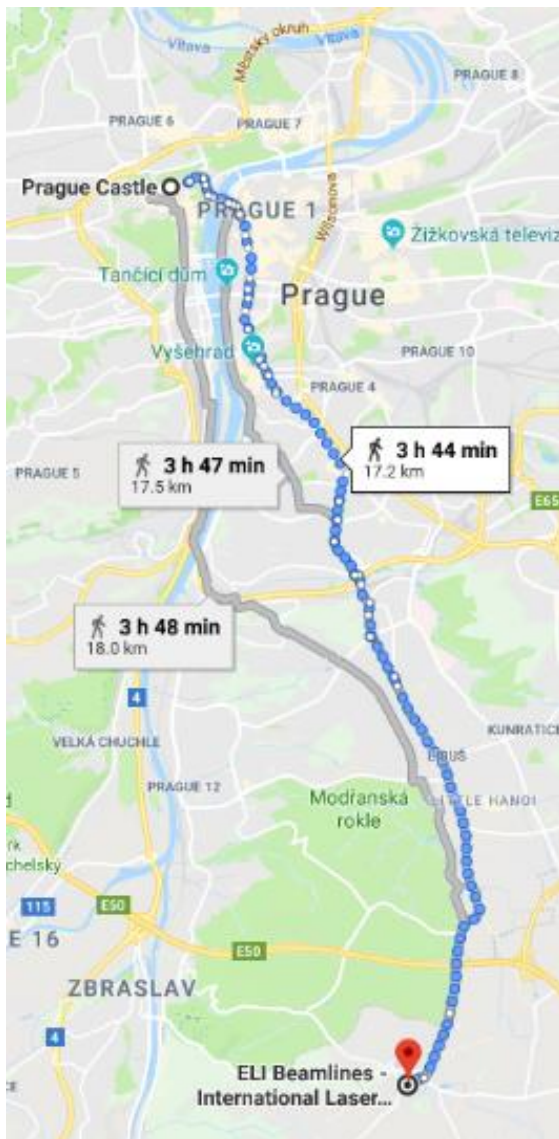 Vltava
Městský okruh
Vltava
PRAGUE 8
PRAGUE 6
PRAGUE 7
Prague Castle
PRAGUE 1
Wilsonova
Žižkovská televiz
Tančící dům
Prague
Vyšehrad
PRAGUE 10
PRAGUE 4
3 h 44 min
17.2 km
3 h 47 min
17.5 km
PRAGUE 5
E65
3 h 48 min
18.0 km
4
KUNRATICE
VELKÁ CHUCHLE
LITTLE HANOI
PRAGUE 12
Modřanská
rokle
rk
chelský
115
E50
E 16
E50
ZBRASLAV
4
ELI Beamlines -
International Laser...